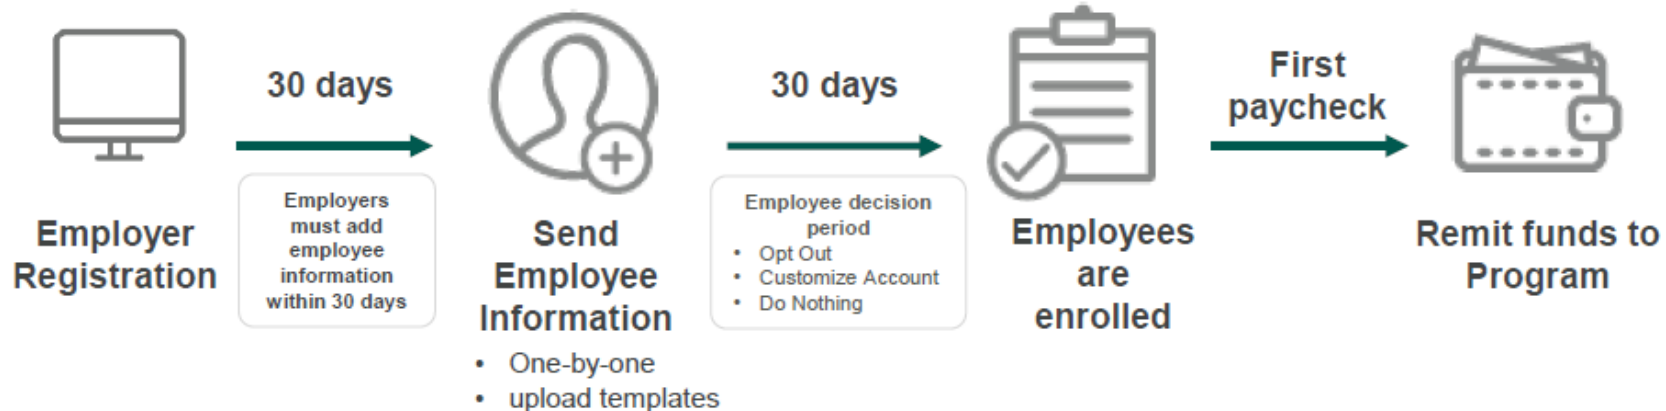 Employer
Registration
30 days
Employers
must add
employee
information
within 30 days
Send
Employee
Information
• One-by-one
• upload templates
30 days
Employee decision
period
• Opt Out
• Customize Account
• Do Nothing
Employees
are
enrolled
First
paycheck
Remit funds to
Program